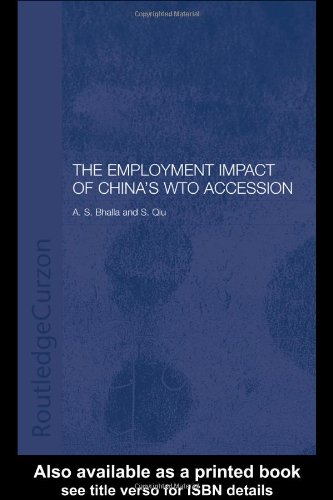 THE EMPLOYMENT IMPACT
OF CHINA'S WTO ACCESSION
A. S. Bhalla and S. Qiu
RoutledgeCurzon
Also available as a printed book
see title verso for ISBN details